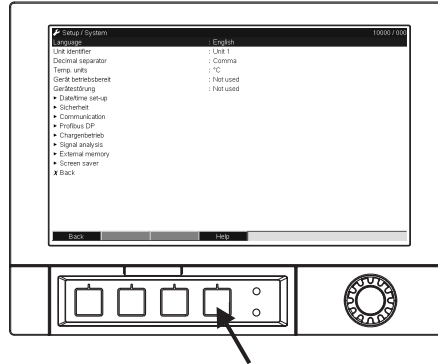 Setup / System 10000 / 000
Language : English
Unit identifier : Unit 1
Decimal separator : Comma
Temp. units : °C
Gerät betriebsbereit : Not used
Gerätestörung : Not used
► Date/time set-up
► Sicherheit
► Communication
► Profibus DP
► Chargenbetrieb
► Signal analysis
► External memory
► Screen saver
X Back
Back Help